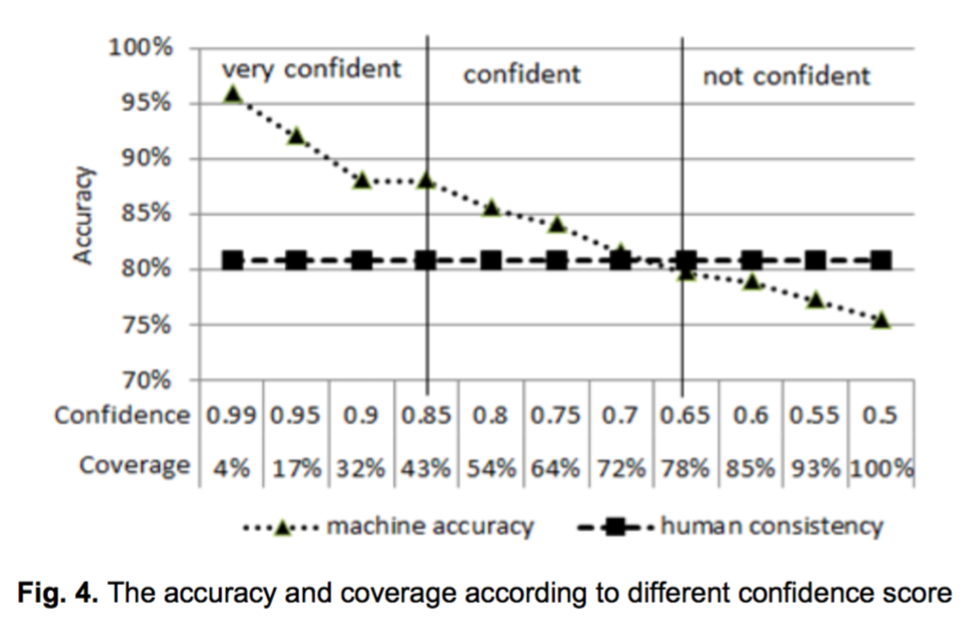 100%
very confident confident not confident
95%
90%
85%
80%
75%
70%
Accuracy
Confidence 0.99 0.95 0.9 0.85 0.8 0.75 0.7 0.65 0.6 0.55 0.5
Coverage 4% 17% 32% 43% 54% 64% 72% 78% 85% 93% 100%
machine accuracy human consistency
Fig. 4. The accuracy and coverage according to different confidence score